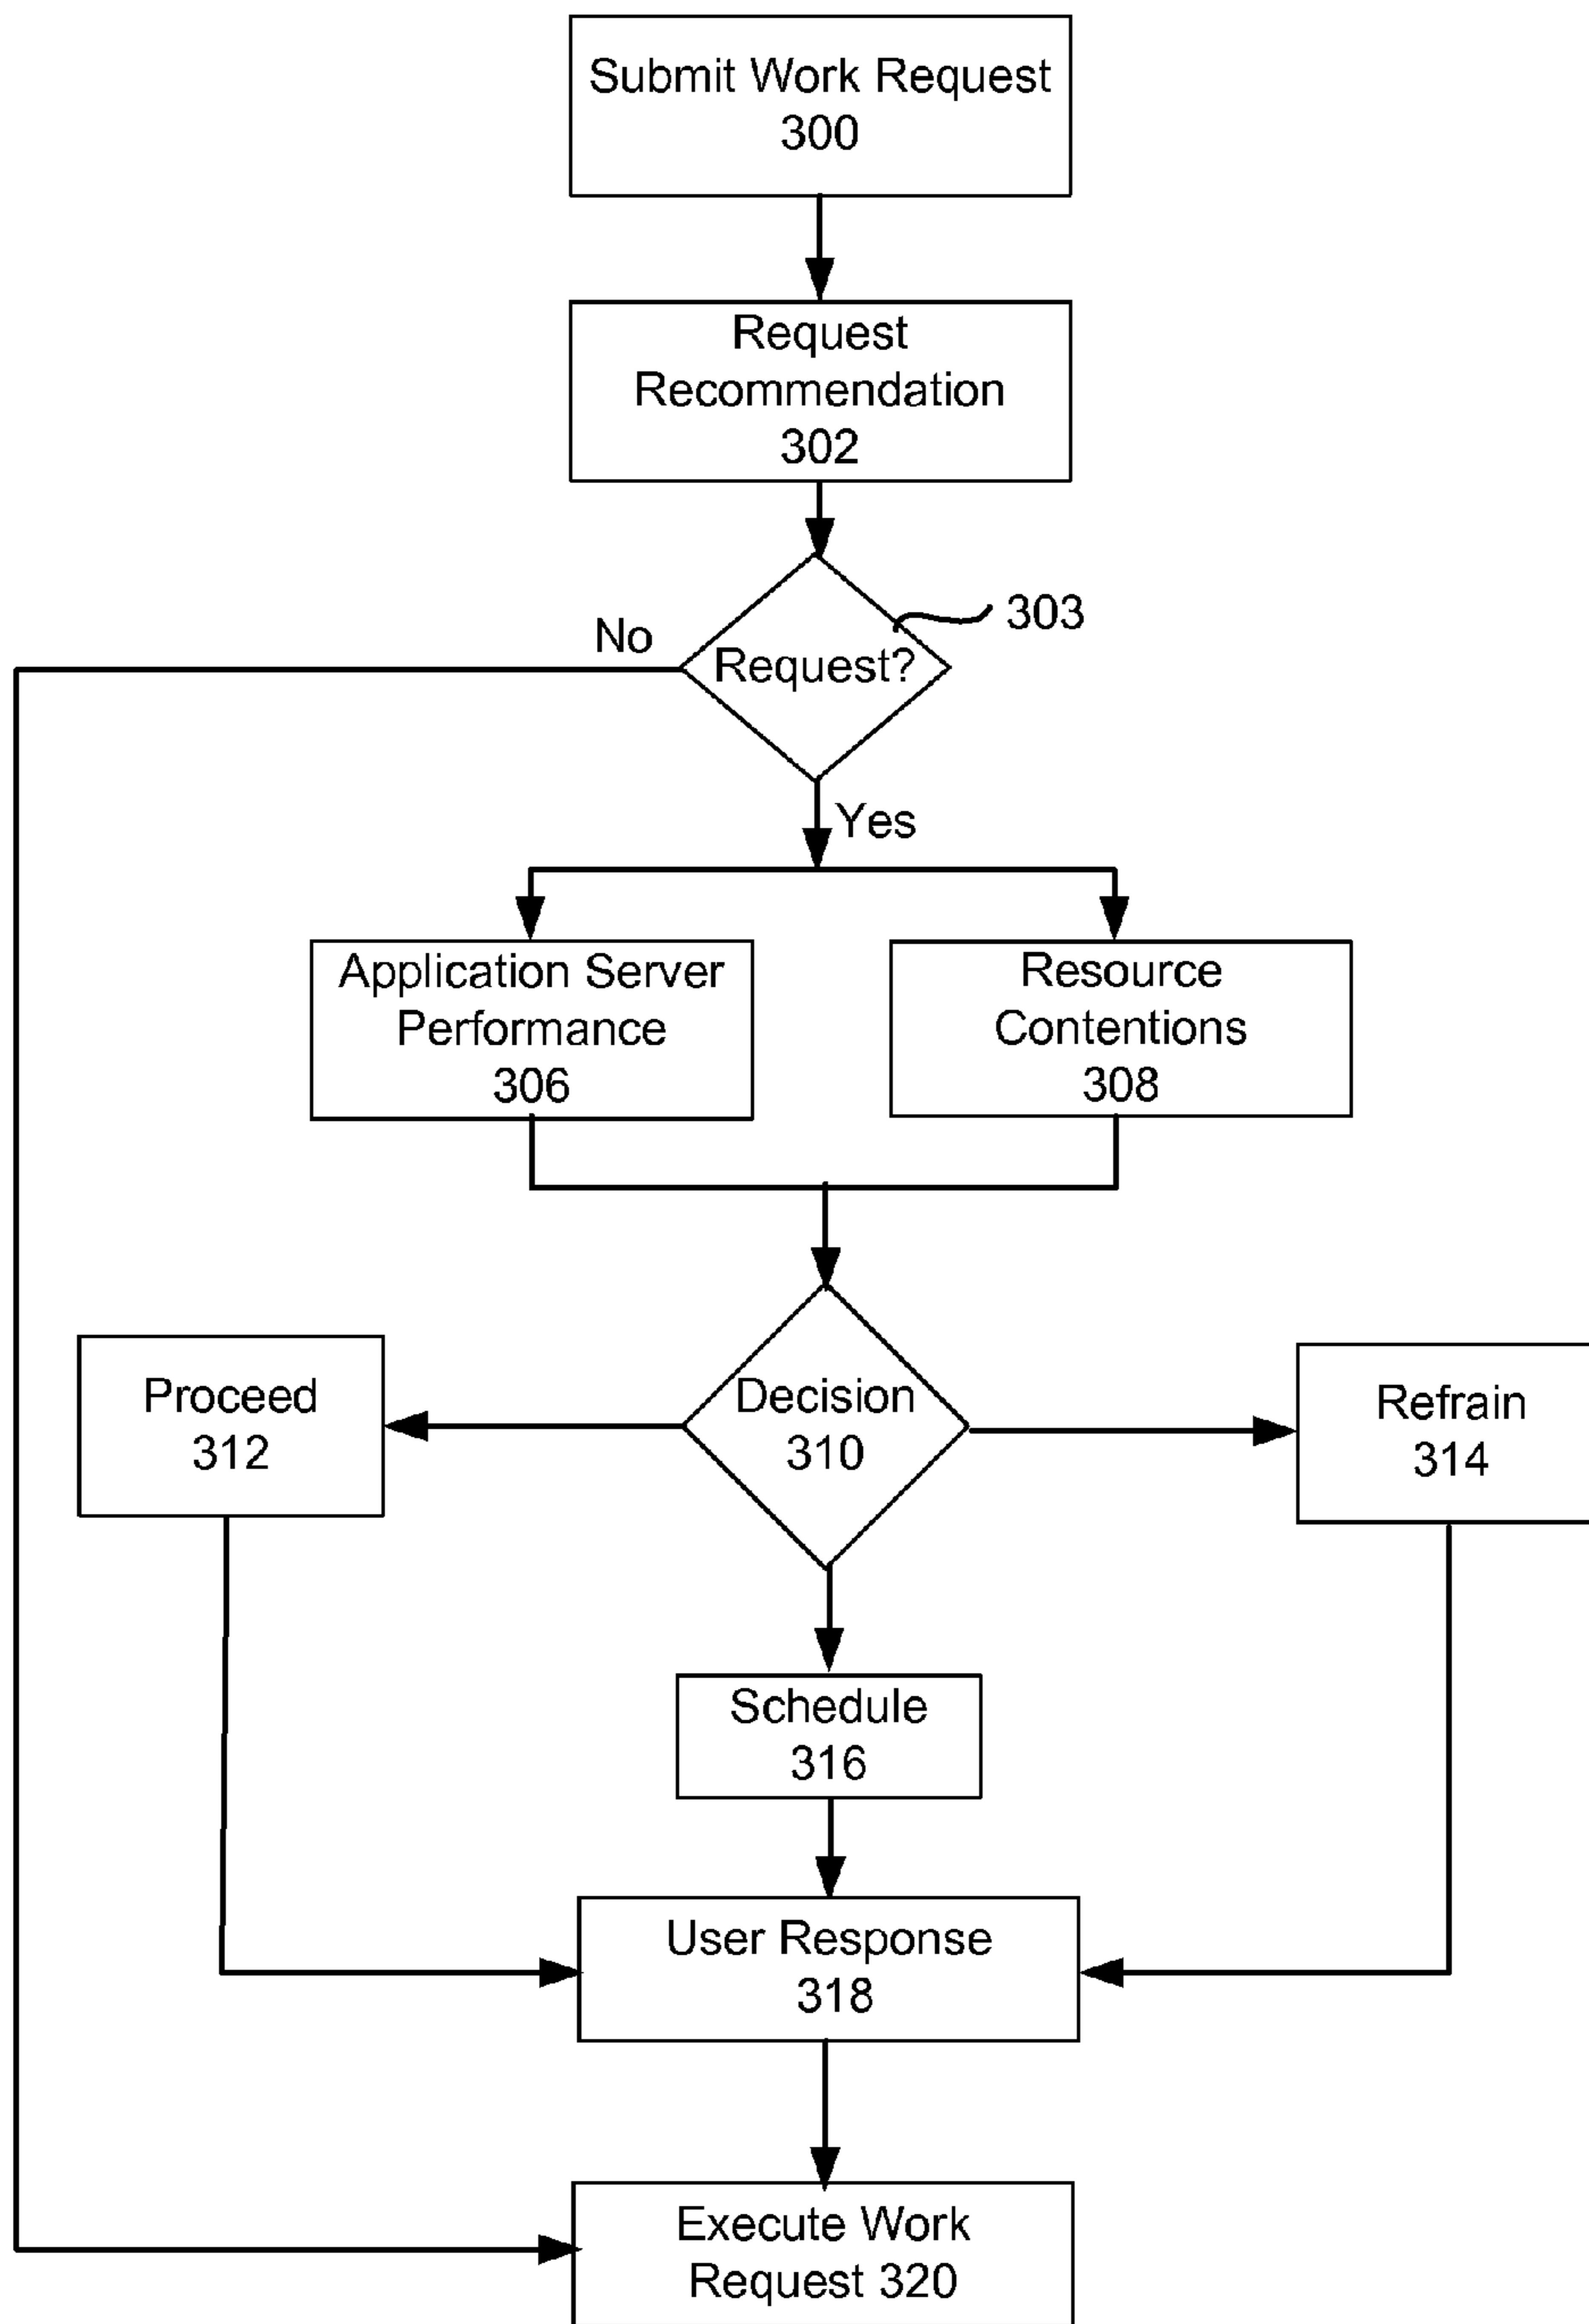 Submit Work Request
300
Request
Recommendation
302
303
No
Request?
Yes
Application Server
Performance
306
Resource
Contentions
308
Proceed
312
Decision
310
Refrain
314
Schedule
316
User Response
318
Execute Work
Request 320